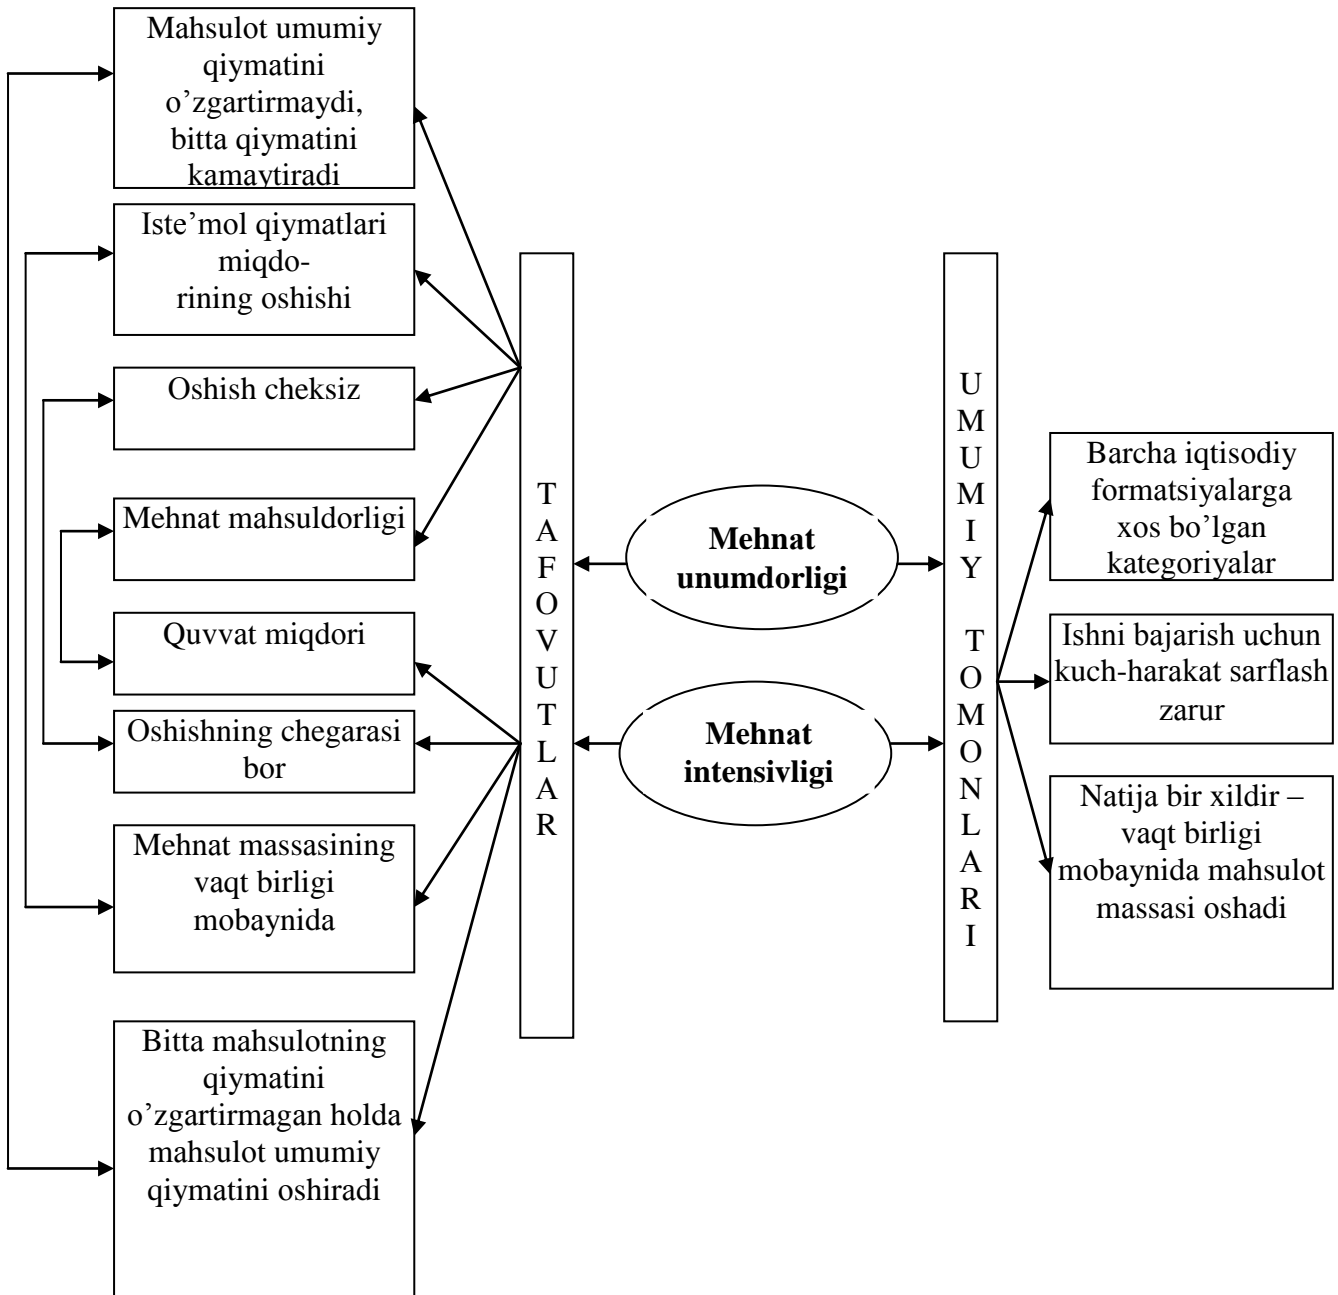 Mahsulot umumiy
qiymatini
o’zgartirmaydi,
bitta qiymatini
kamaytiradi
Iste’mol qiymatlari
miqdo-
rining oshishi
Oshish cheksiz
Mehnat mahsuldorligi
Quvvat miqdori
Oshishning chegarasi
bor
Mehnat massasining
vaqt birligi
mobaynida
Bitta mahsulotning
qiymatini
o’zgartirmagan holda
mahsulot umumiy
qiymatini oshiradi
TAFOVUTLAR
Mehnat
unumdorligi
Mehnat
intensivligi
UMUMIY TOMONLARI
Barcha iqtisodiy
formatsiyalarga
xos bo’lgan
kategoriyalar
Ishni bajarish uchun
kuch-harakat sarflash
zarur
Natija bir xildir –
vaqt birligi
mobaynida mahsulot
massasi oshadi